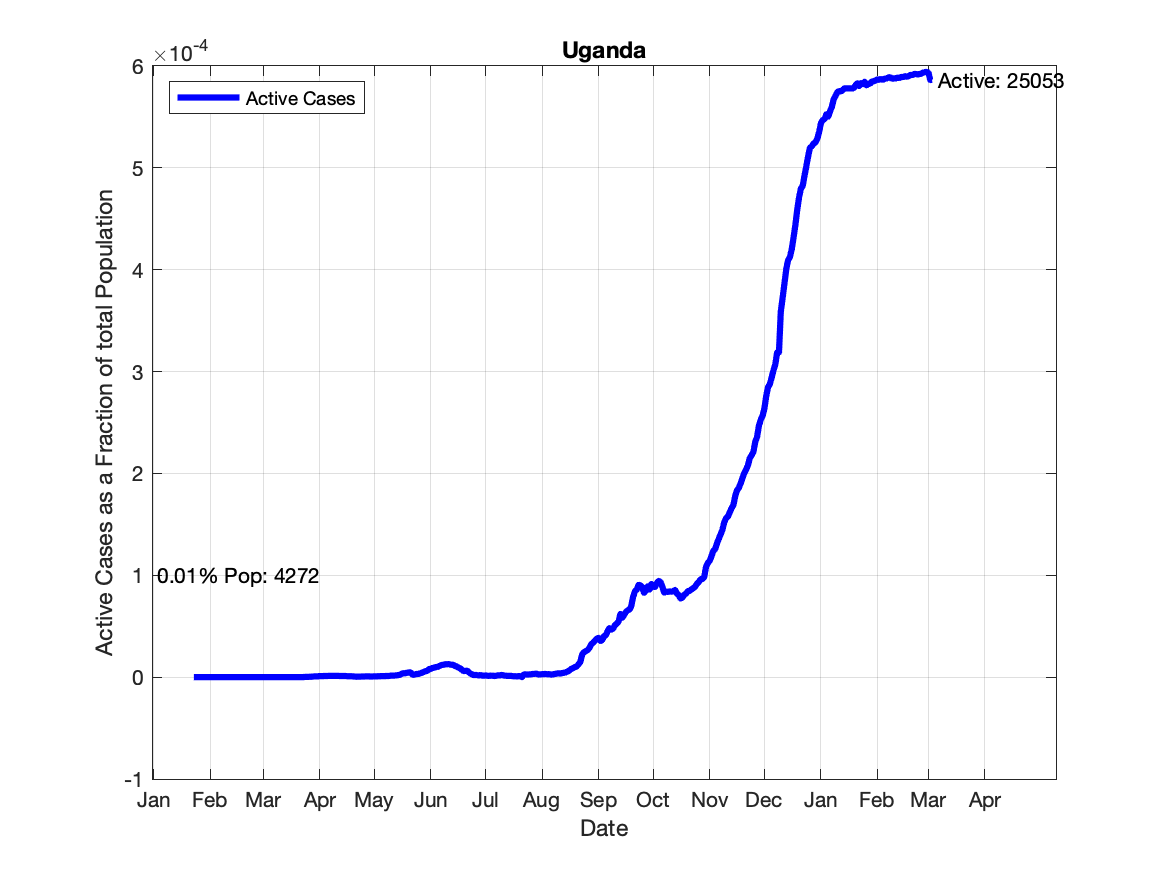 Uganda
×10-4
6
5
4
3
2
1
0
-1
Active Cases
Active: 25053
0.01% Pop: 4272
Active Cases as a Fraction of total Population
Jan Feb Mar Apr May Jun Jul Aug Sep Oct Nov Dec Jan Feb Mar Apr
Date